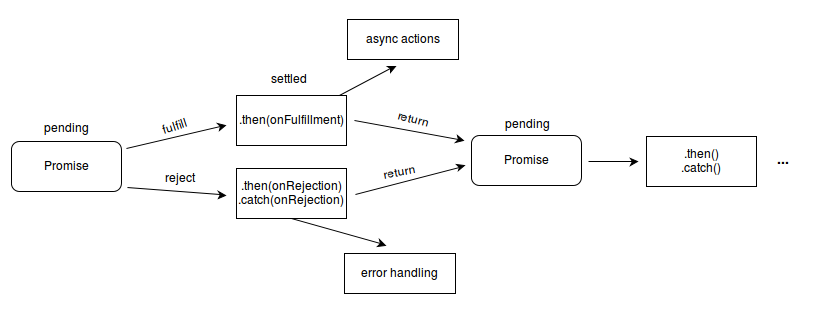 async actions
settled
pending
fulfill
.then(onFulfillment)
return
pending
Promise
reject
.then(onRejection)
.catch(onRejection)
return
Promise
.then()
.catch()
...
error handling